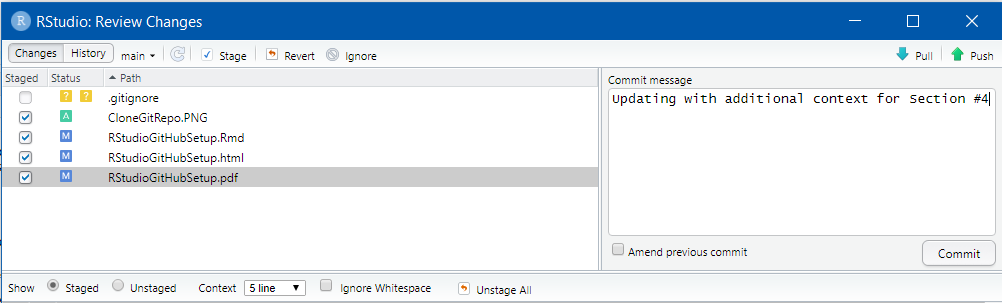 R RStudio: Review Changes
Changes History main Stage Revert Ignore Pull Push
Staged Status Path
? ? .gitignore
A CloneGitRepo.PNG
M RStudioGitHubSetup.Rmd
M RStudioGitHubSetup.html
M RStudioGitHubSetup.pdf
Commit message
Updating with additional context for Section #4
Amend previous commit Commit
Show Staged Unstaged Context 5 line Ignore Whitespace Unstage All